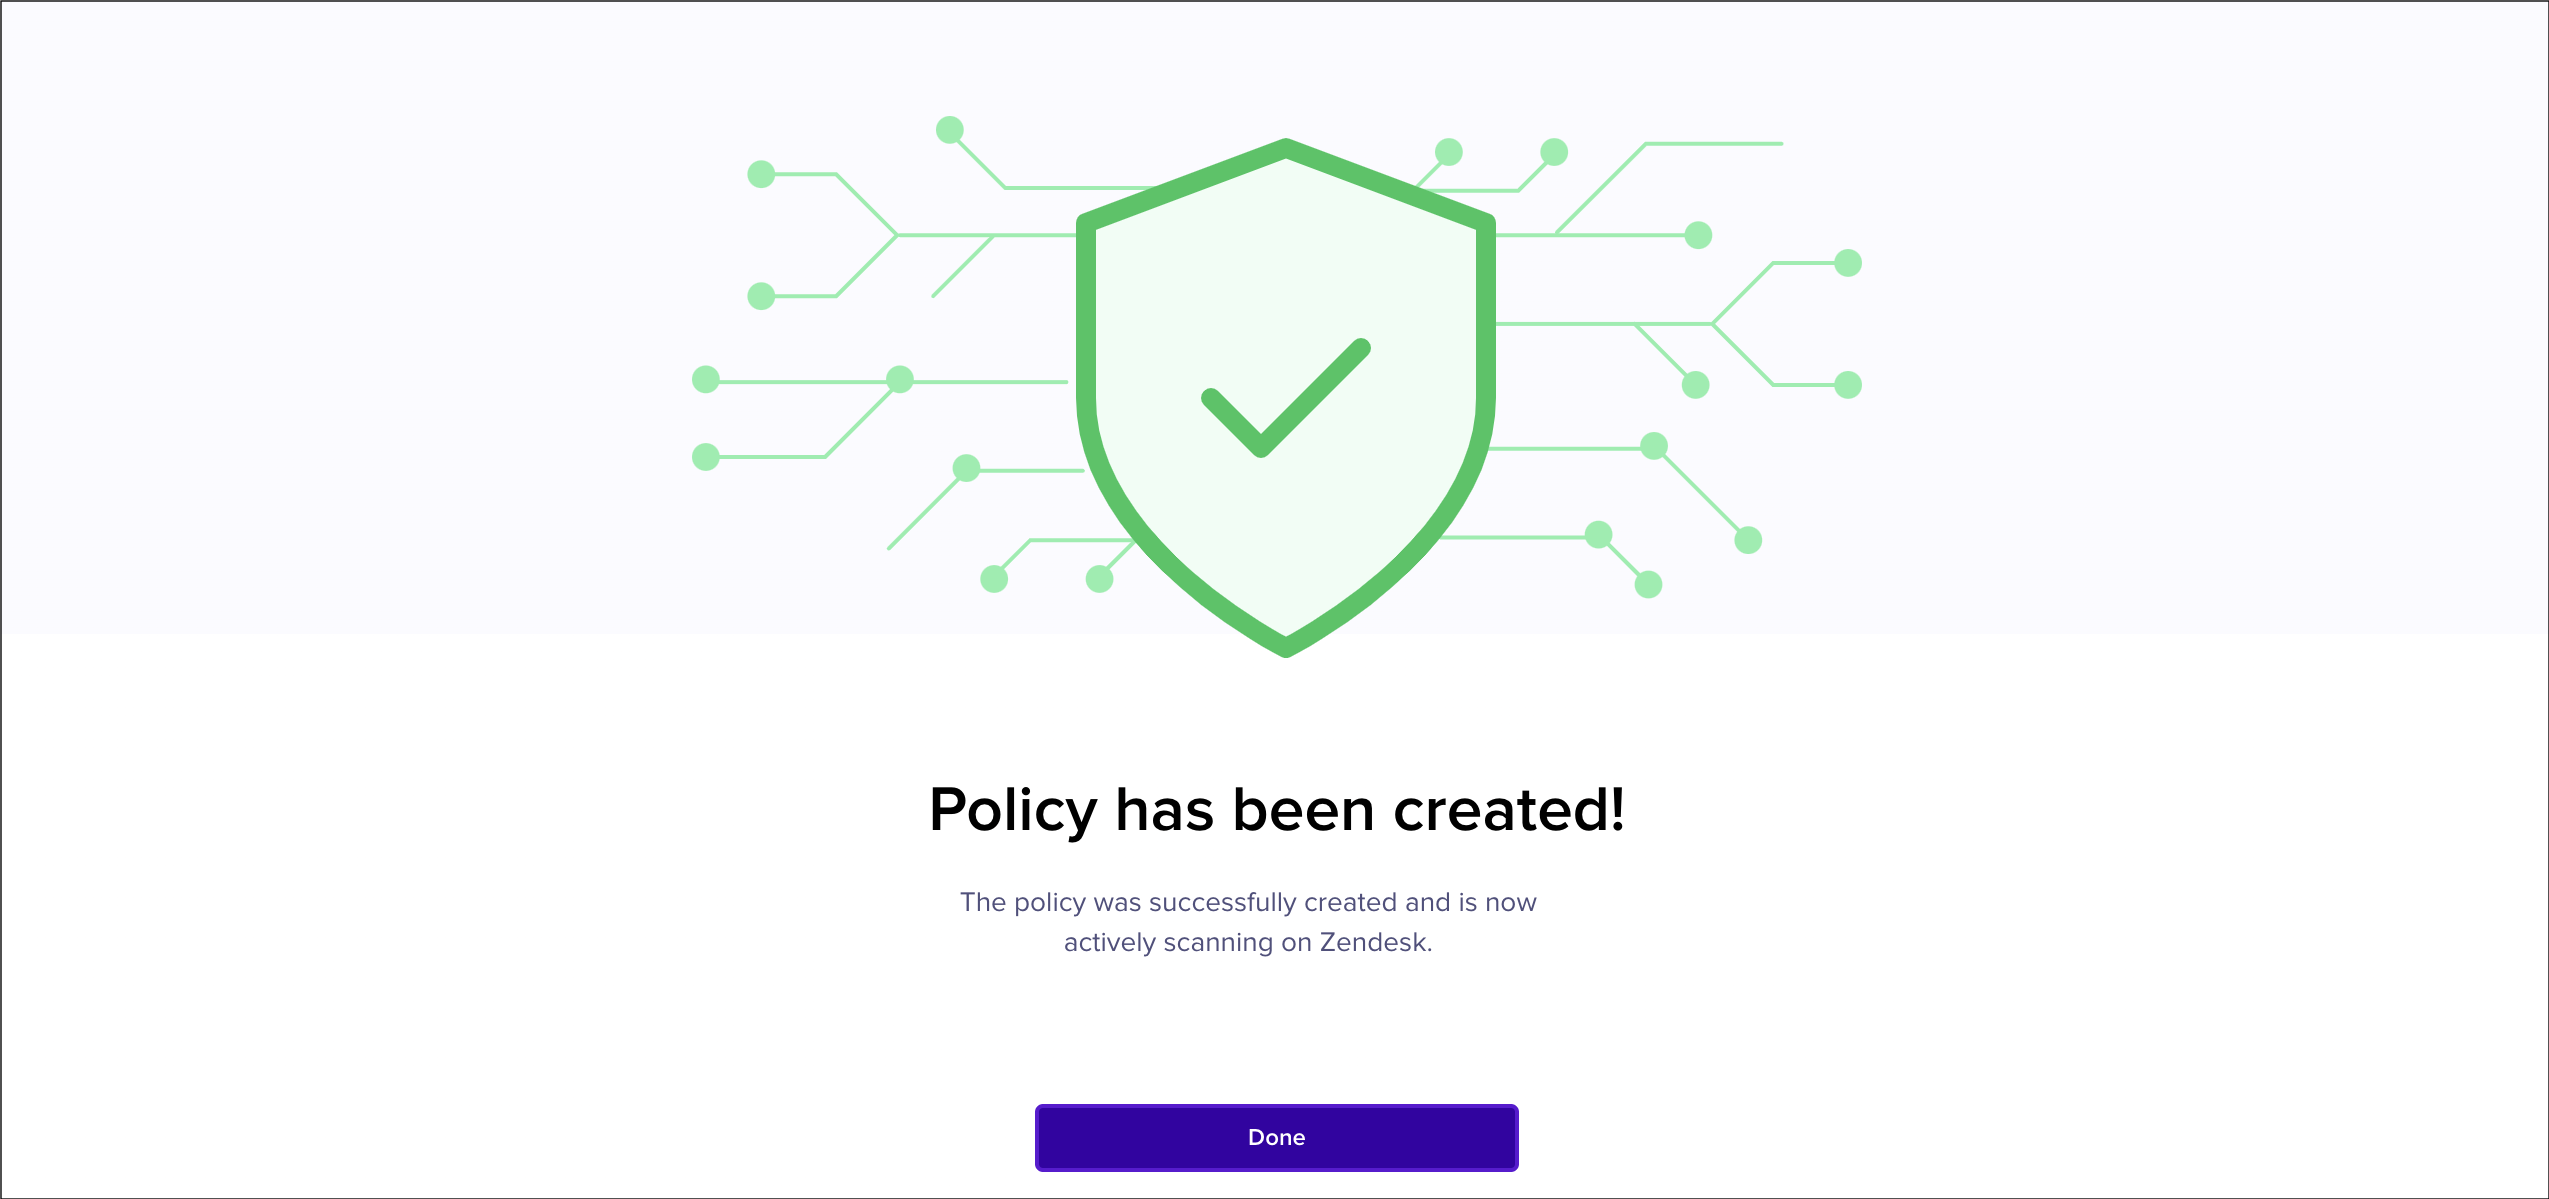 Policy has been created!
The policy was successfully created and is now
actively scanning on Zendesk.
Done